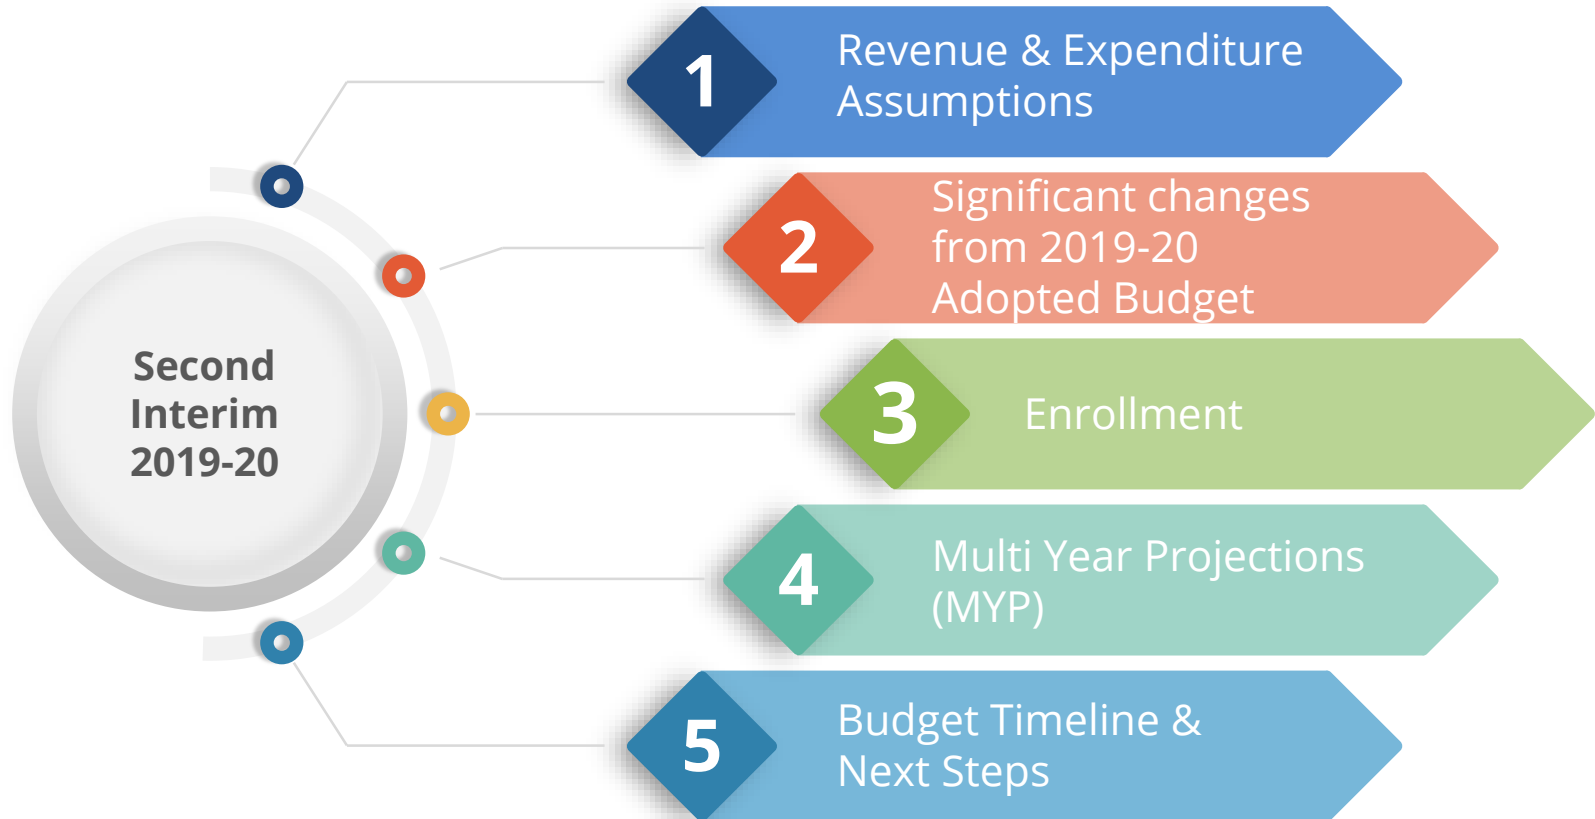 Second
Interim
2019-20
1
Revenue & Expenditure
Assumptions
2
Significant changes
from 2019-20
Adopted Budget
3
Enrollment
4
Multi Year Projections
(MYP)
5
Budget Timeline &
Next Steps